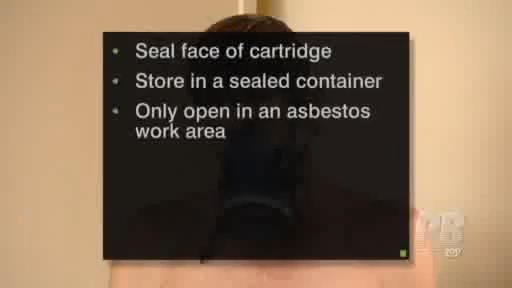 • Seal face of cartridge
• Store in a sealed container
• Only open in an asbestos
work area